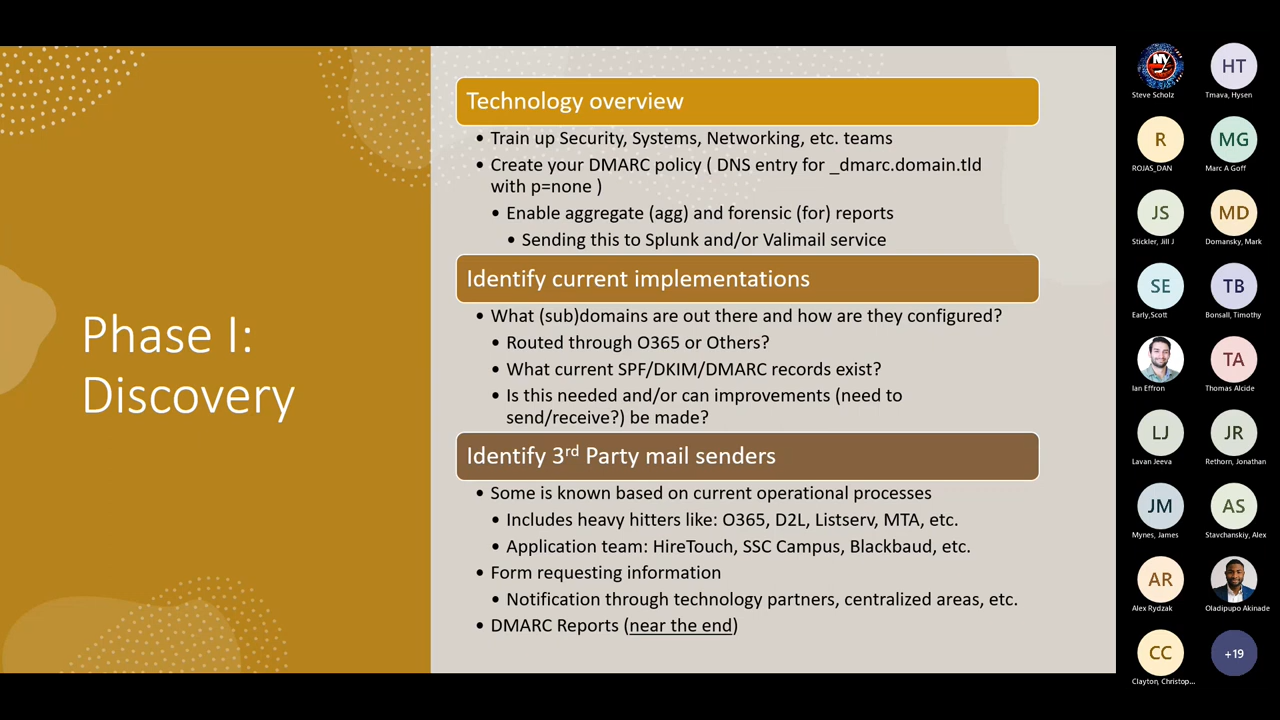 Phase I:
Discovery
Technology overview
• Train up Security, Systems, Networking, etc. teams
• Create your DMARC policy ( DNS entry for _dmarc.domain.tld
with p=none )
• Enable aggregate (agg) and forensic (for) reports
• Sending this to Splunk and/or Valimail service
Identify current implementations
• What (sub)domains are out there and how are they configured?
• Routed through O365 or Others?
• What current SPF/DKIM/DMARC records exist?
• Is this needed and/or can improvements (need to
send/receive?) be made?
Identify 3rd Party mail senders
• Some is known based on current operational processes
• Includes heavy hitters like: O365, D2L, Listserv, MTA, etc.
• Application team: HireTouch, SSC Campus, Blackbaud, etc.
• Form requesting information
• Notification through technology partners, centralized areas, etc.
• DMARC Reports (near the end)
NY
HT
Steve Scholz
Tmava, Hysen
R
MG
ROJAS_DAN
Marc A Goff
JS
MD
Stickler, Jill J
Domansky, Mark
SE
TB
Early,Scott
Bonsall, Timothy
TA
Ian Effron
Thomas Alcide
LJ
JR
Lavan Jeeva
Rethorn, Jonathan
JM
AS
Mynes, James
Stavchanskiy, Alex
AR
Alex Rydzak
Oladipupo Akinade
CC
+19
Clayton, Christop...